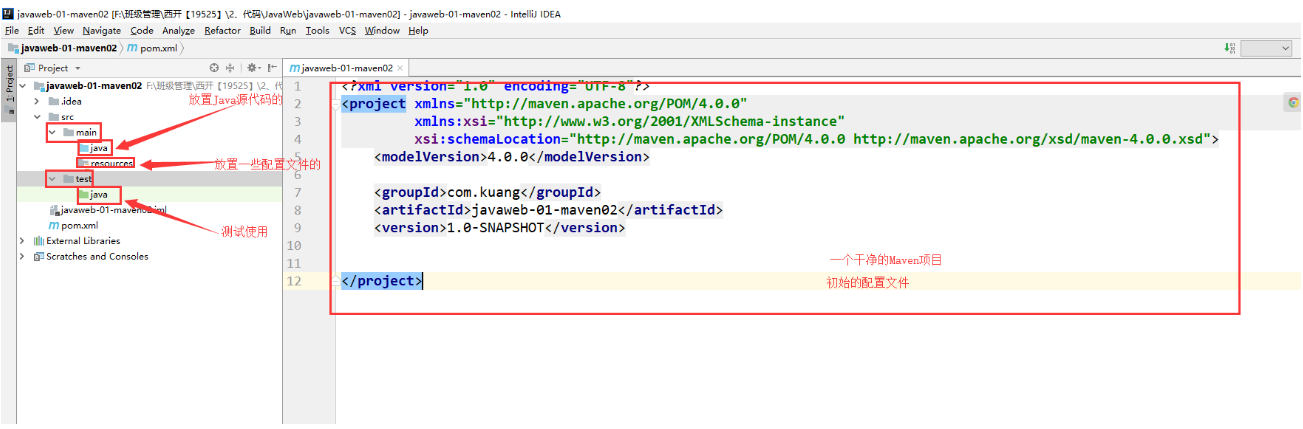 javaweb-01-maven02 [F:\班级管理\西开【19525】\2、代码\JavaWeb\javaweb-01-maven02] - javaweb-01-maven02 - IntelliJ IDEA
File Edit View Navigate Code Analyze Refactor Build Run Tools VCS Window Help
javaweb-01-maven02 pom.xml
1: Project
Project
javaweb-01-maven02
javaweb-01-maven02 F:\班级管理\西开【19525】\2、代
.idea
放置Java源代码的
src
main
java
resources
放置一些配置文件的
test
java
javaweb-01-maven02.iml
测试使用
pom.xml
External Libraries
Scratches and Consoles
1 <?xml version="1.0" encoding="UTF-8"?>
2 <project xmlns="http://maven.apache.org/POM/4.0.0"
3 xmlns:xsi="http://www.w3.org/2001/XMLSchema-instance"
4 xsi:schemaLocation="http://maven.apache.org/POM/4.0.0 http://maven.apache.org/xsd/maven-4.0.0.xsd">
5 <modelVersion>4.0.0</modelVersion>
6
7 <groupId>com.kuang</groupId>
8 <artifactId>javaweb-01-maven02</artifactId>
9 <version>1.0-SNAPSHOT</version>
10
11
一个干净的Maven项目
12 </project>
初始的配置文件